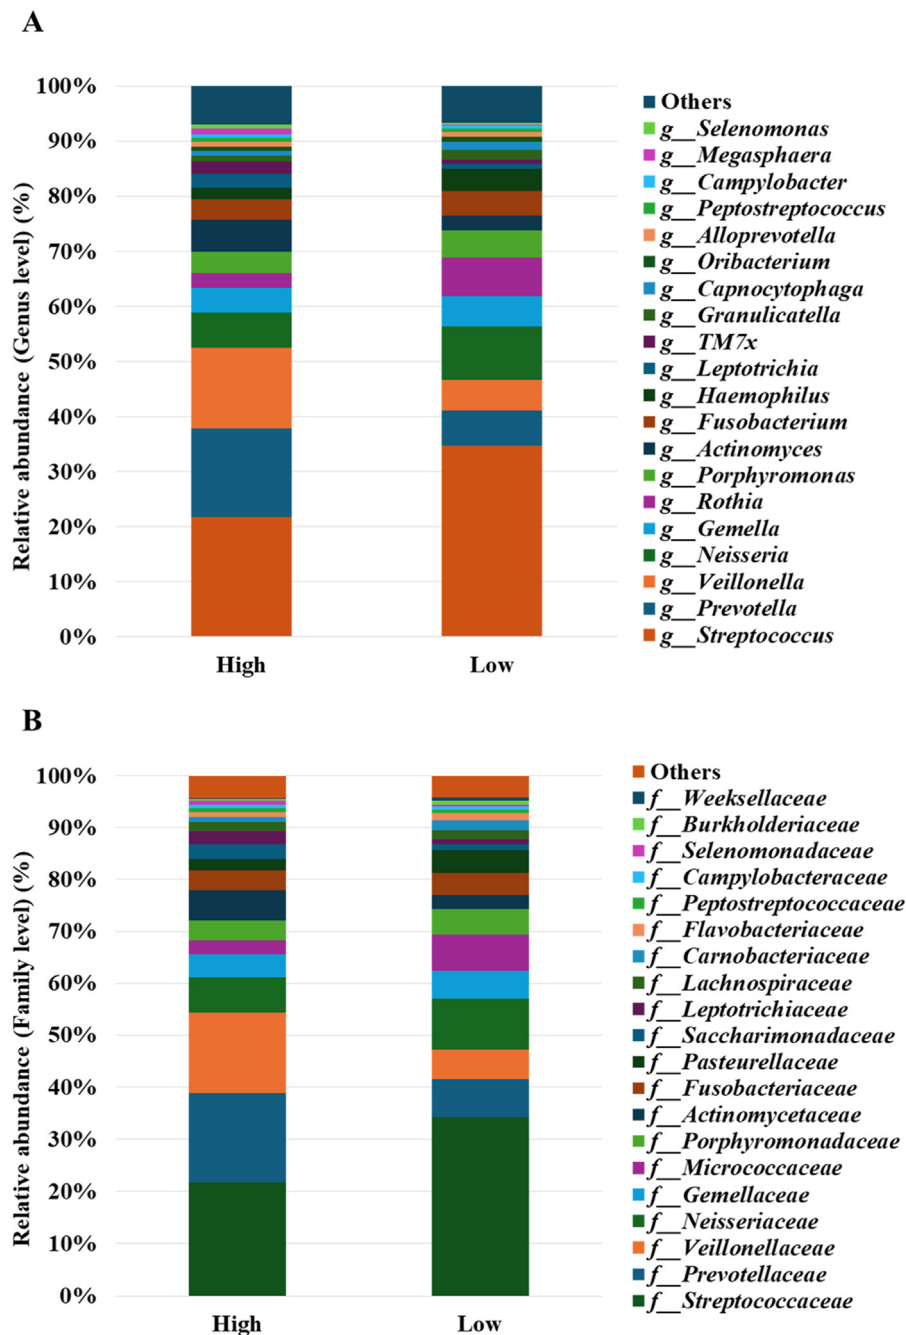 A
Relative abundance (Genus level) (%)
100%
90%
80%
70%
60%
50%
40%
30%
20%
10%
0%
High
Low
Others
g__Selenomonas
g__Megasphaera
g__Campylobacter
g__Peptostreptococcus
g__Alloprevotella
g__Oribacterium
g__Capnocytophaga
g__Granulicatella
g__TM7x
g__Leptotrichia
g__Haemophilus
g__Fusobacterium
g__Actinomyces
g__Porphyromonas
g__Rothia
g__Gemella
g__Neisseria
g__Veillonella
g__Prevotella
g__Streptococcus
B
Relative abundance (Family level) (%)
100%
90%
80%
70%
60%
50%
40%
30%
20%
10%
0%
High
Low
Others
f__Weeksellaceae
f__Burkholderiaceae
f__Selenomonadaceae
f__Campylobacteraceae
f__Peptostreptococcaceae
f__Flavobacteriaceae
f__Carnobacteriaceae
f__Lachnospiraceae
f__Leptotrichiaceae
f__Saccharimonadaceae
f__Pasteurellaceae
f__Fusobacteriaceae
f__Actinomycetaceae
f__Porphyromonadaceae
f__Micrococcaceae
f__Gemellaceae
f__Neisseriaceae
f__Veillonellaceae
f__Prevotellaceae
f__Streptococcaceae